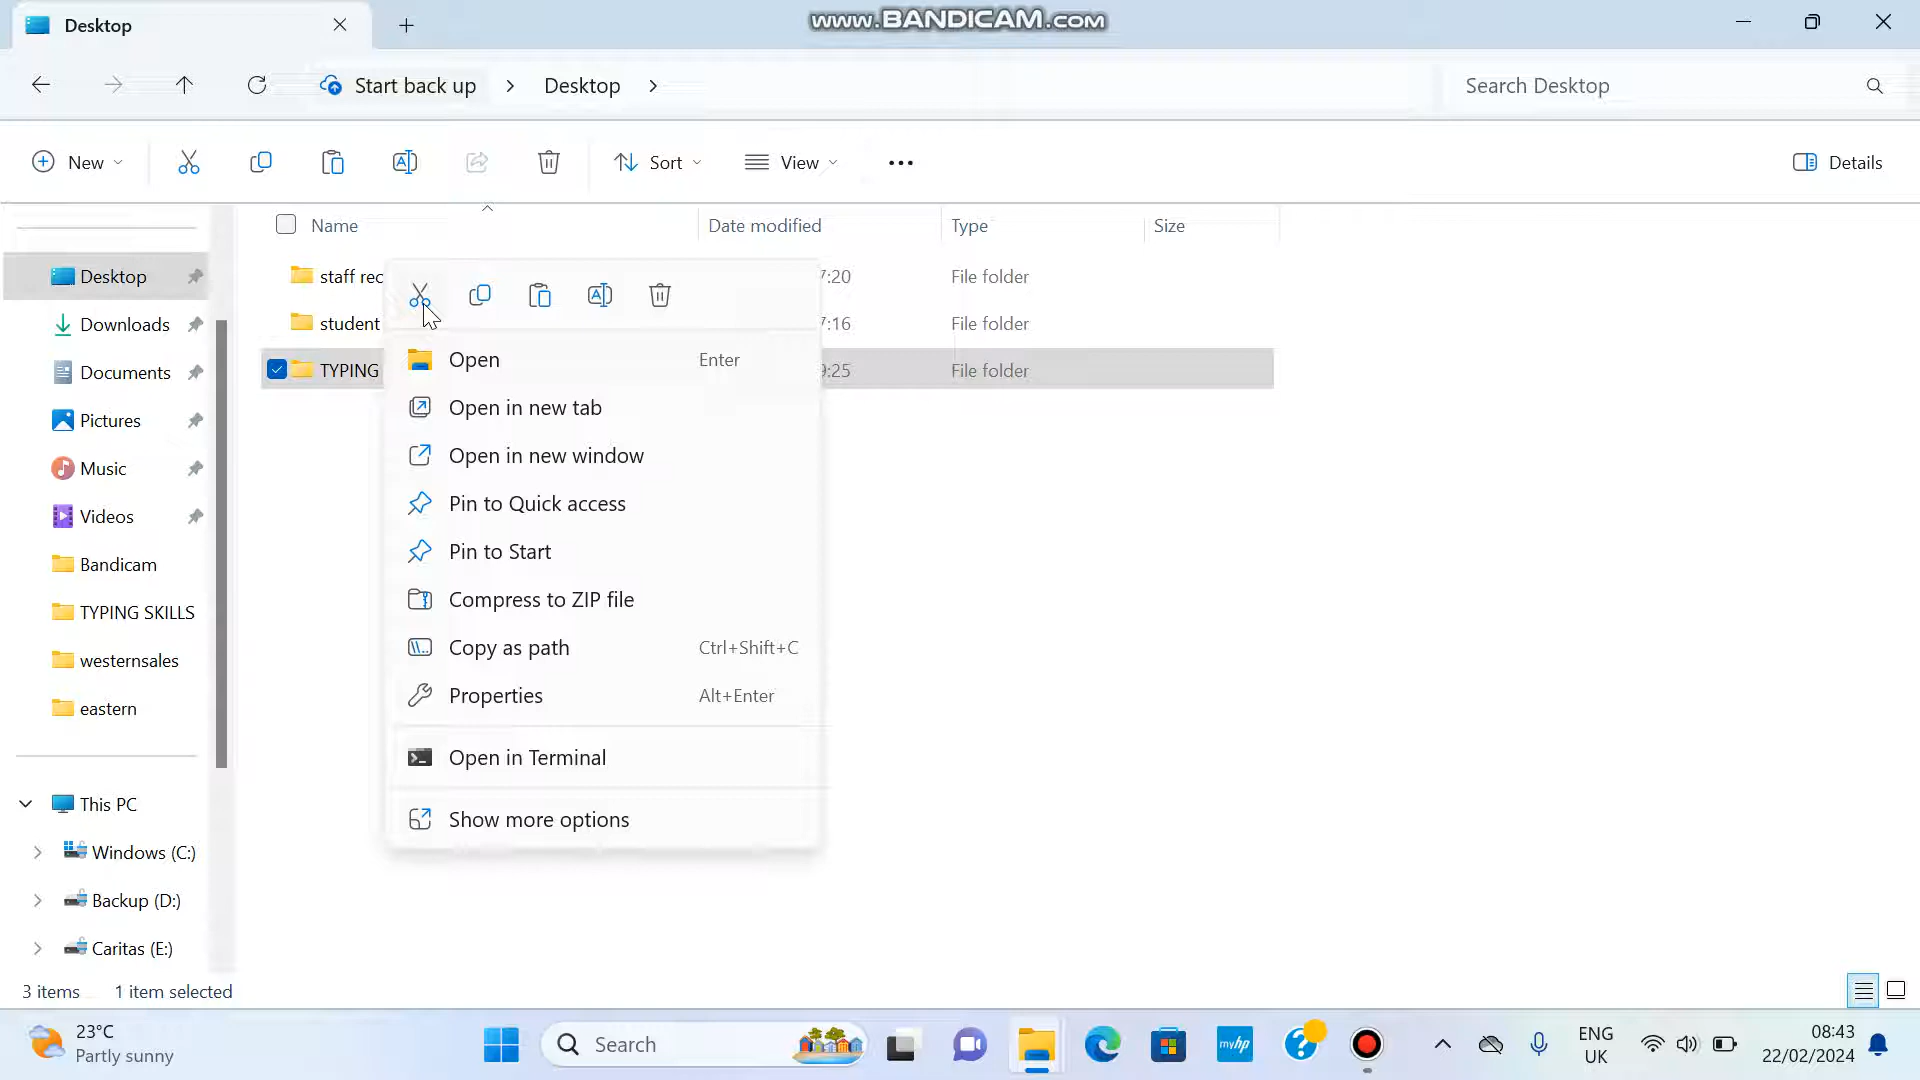 Desktop
www.BANDICAM.com
Start back up
Desktop
Search Desktop
New
Sort
View
Details
Name
Date modified
Type
Size
Desktop
staff rec
7:20
File folder
Downloads
student
7:16
File folder
TYPING
9:25
File folder
Open
Enter
Documents
Open in new tab
Pictures
Open in new window
Music
Pin to Quick access
Videos
Pin to Start
Bandicam
Compress to ZIP file
TYPING SKILLS
Copy as path
Ctrl+Shift+C
westernsales
Properties
Alt+Enter
eastern
Open in Terminal
This PC
Show more options
Windows (C:)
Backup (D:)
Caritas (E:)
3 items
1 item selected
23°C
Partly sunny
Search
myhp
ENG
UK
08:43
22/02/2024